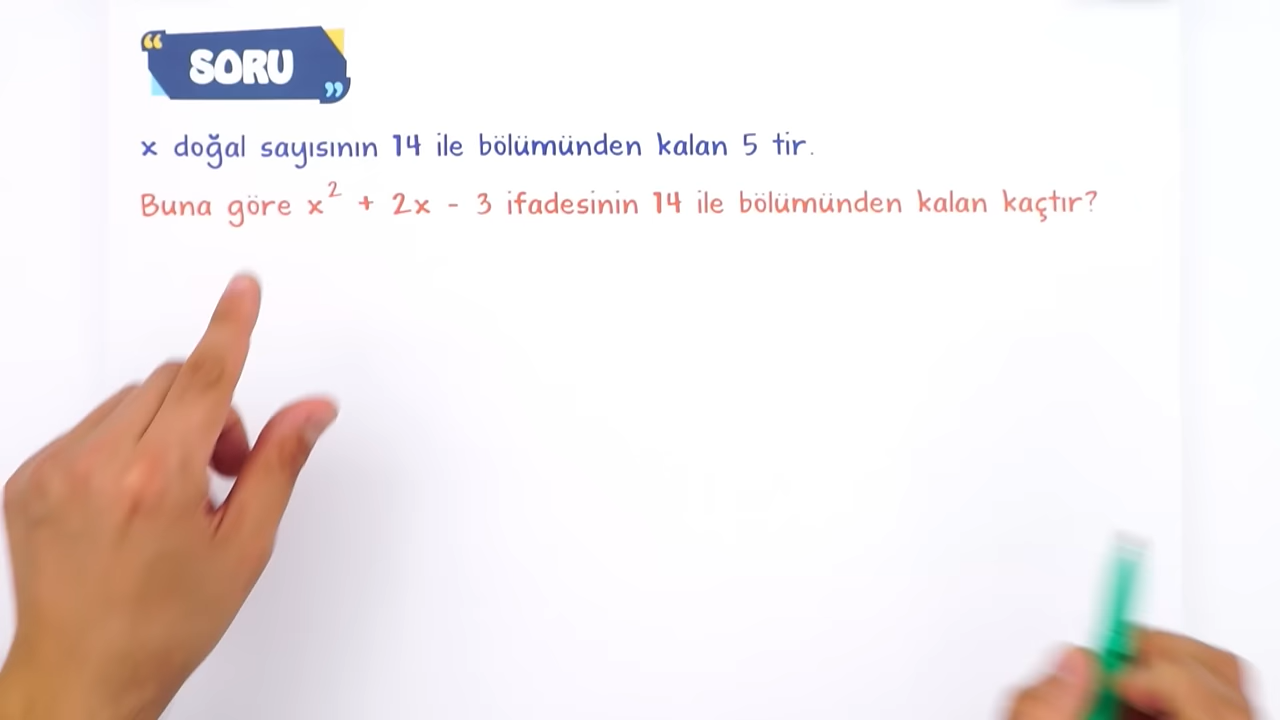 SORU
x doğal sayısının 14 ile bölümünden kalan 5 tir.
Buna göre x² + 2x - 3 ifadesinin 14 ile bölümünden kalan kaçtır?